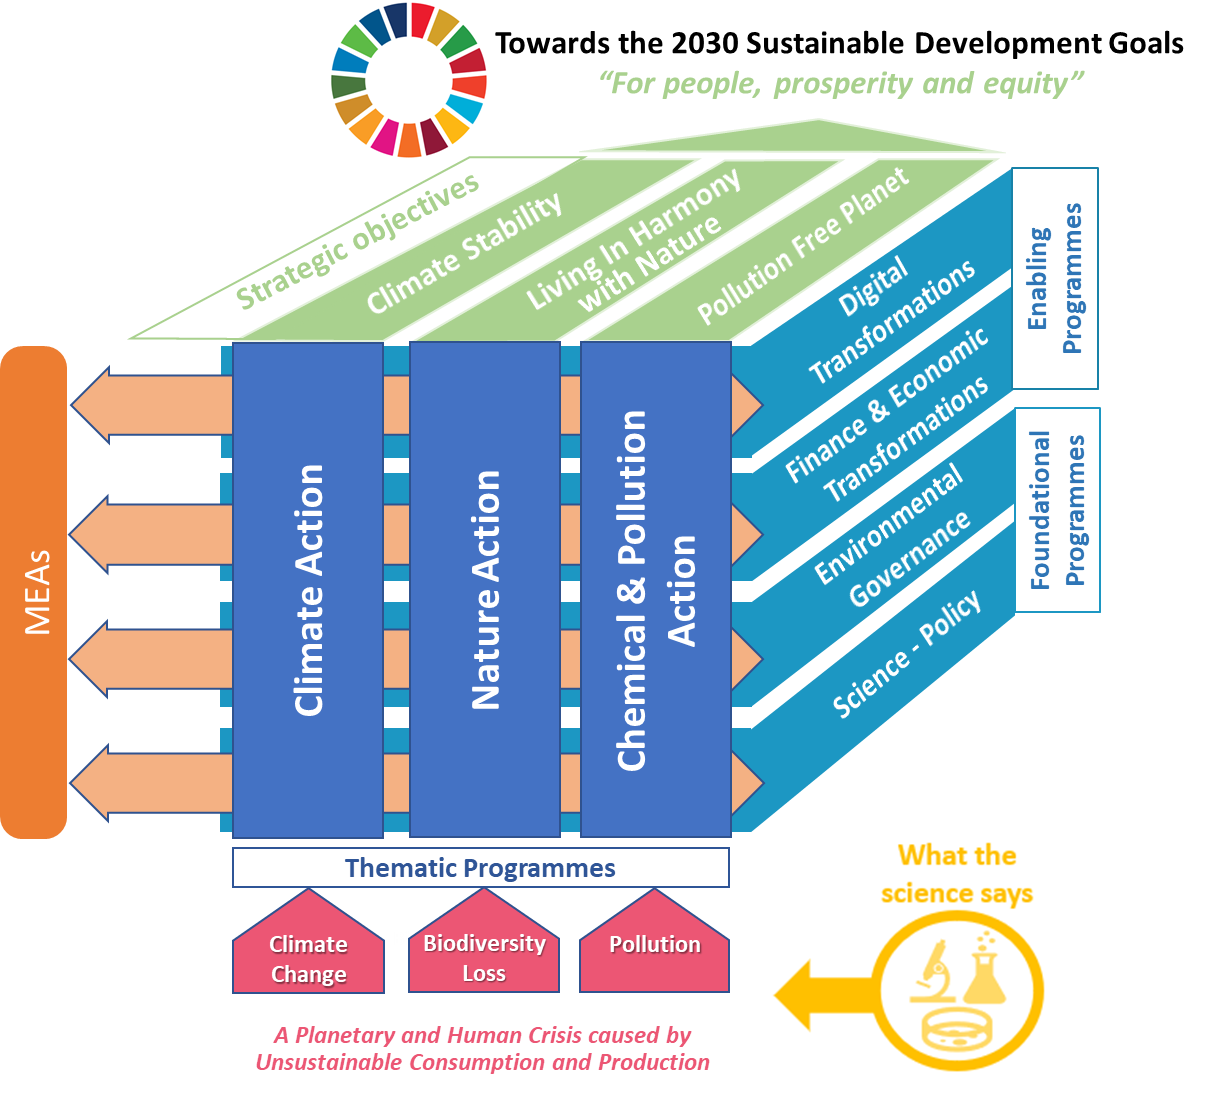 Towards the 2030 Sustainable Development Goals
“For people, prosperity and equity”
Strategic objectives
Climate Stability
Living In Harmony
with Nature
Pollution Free Planet
Digital
Transformations
Finance & Economic
Transformations
Environmental
Governance
Science - Policy
Enabling
Programmes
Foundational
Programmes
MEAs
Climate Action
Nature Action
Chemical & Pollution
Action
Thematic Programmes
Climate
Change
Biodiversity
Loss
Pollution
A Planetary and Human Crisis caused by
Unsustainable Consumption and Production
What the
science says